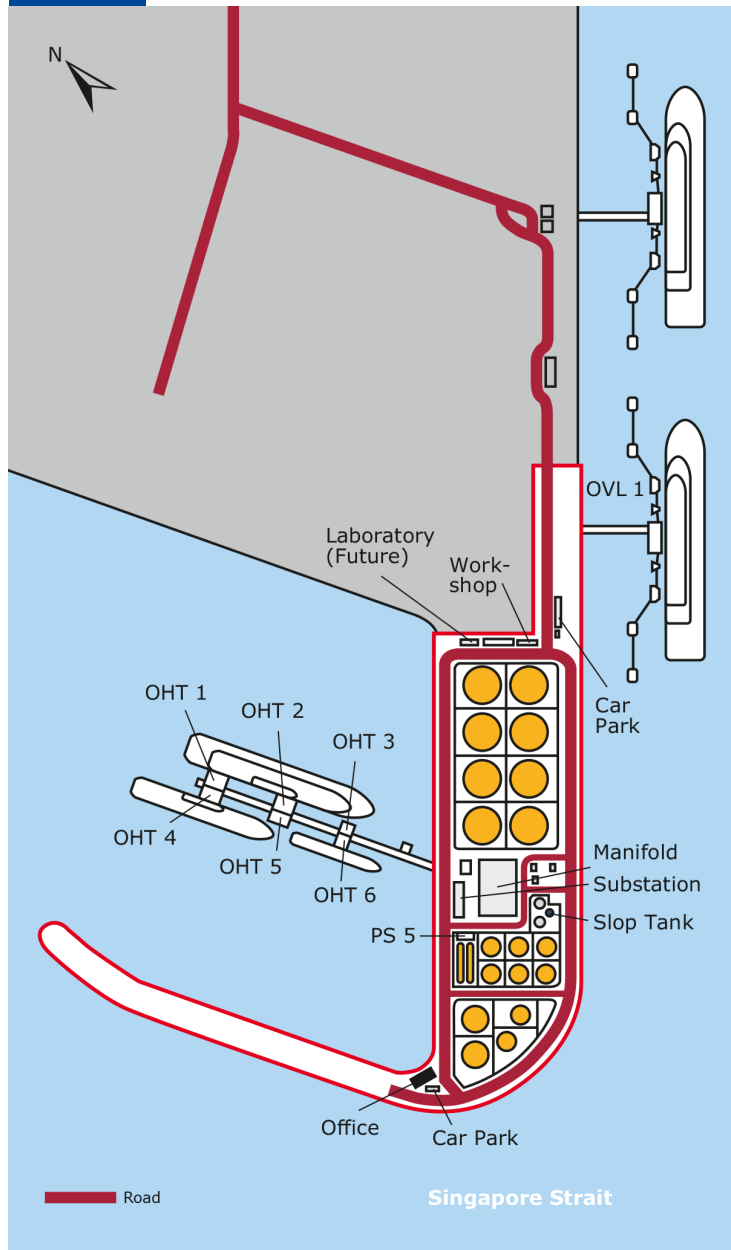 N
OVL 1
Laboratory
(Future)
Work-
shop
Car
Park
OHT 1
OHT 2
OHT 3
OHT 4
OHT 5
OHT 6
Manifold
Substation
Slop Tank
PS 5
Office
Car Park
Road
Singapore Strait